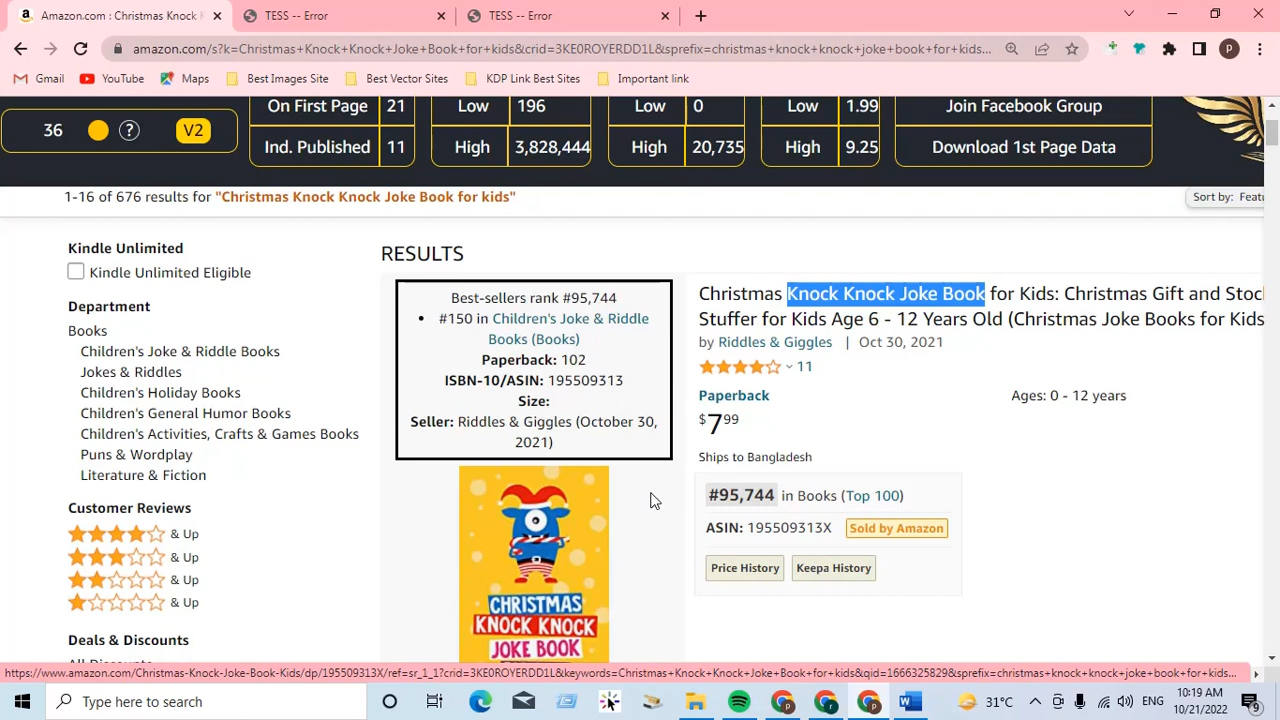 Amazon.com : Christmas Knock K
TESS -- Error
TESS -- Error
amazon.com/s?k=Christmas+Knock+Knock+Joke+Book+for+kids&crid=3KE0ROYERDD1L&sprefix=christmas+knock+knock+joke+book+for+kids...
Gmail
YouTube
Maps
Best Images Site
Best Vector Sites
KDP Link Best Sites
Important link
36
?
V2
On First Page 21
Ind. Published 11
Low 196
High 3,828,444
Low 0
High 20,735
Low 1.99
High 9.25
Join Facebook Group
Download 1st Page Data
1-16 of 676 results for "Christmas Knock Knock Joke Book for kids"
Sort by: Featu
Kindle Unlimited
Kindle Unlimited Eligible
Department
Books
Children's Joke & Riddle Books
Jokes & Riddles
Children's Holiday Books
Children's General Humor Books
Children's Activities, Crafts & Games Books
Puns & Wordplay
Literature & Fiction
Customer Reviews
& Up
& Up
& Up
& Up
Deals & Discounts
RESULTS
Best-sellers rank #95,744
• #150 in Children's Joke & Riddle
Books (Books)
Paperback: 102
ISBN-10/ASIN: 195509313
Size:
Seller: Riddles & Giggles (October 30,
2021)
CHRISTMAS
KNOCK KNOCK
JOKE BOOK
Christmas Knock Knock Joke Book for Kids: Christmas Gift and Stoc
Stuffer for Kids Age 6 - 12 Years Old (Christmas Joke Books for Kids
by Riddles & Giggles | Oct 30, 2021
11
Paperback
Ages: 0 - 12 years
$7 99
Ships to Bangladesh
#95,744 in Books (Top 100)
ASIN: 195509313X
Sold by Amazon
Price History
Keepa History
https://www.amazon.com/Christmas-Knock-Joke-Book-Kids/dp/195509313X/ref=sr_1_1?crid=3KE0ROYERDD1L&keywords=Christmas+Knock+Knock+Joke+Book+for+kids&qid=1666325829&sprefix=christmas+knock+knock+joke+book+for+kids...
Type here to search
31°C
ENG
10:19 AM
10/21/2022
9